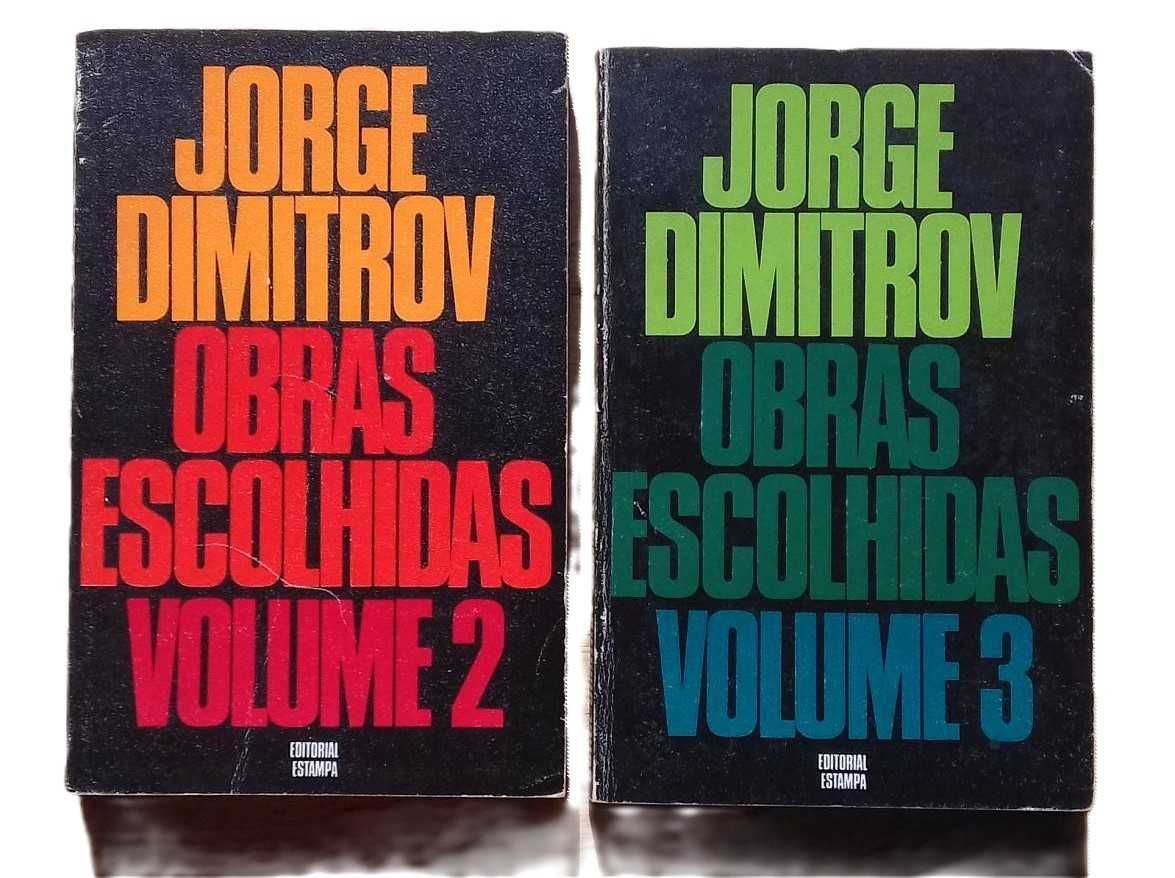 JORGE
DIMITROV
OBRAS
ESCOLHIDAS
VOLUME 2
EDITORIAL
ESTAMPA
JORGE
DIMITROV
OBRAS
ESCOLHIDAS
VOLUME 3
EDITORIAL
ESTAMPA